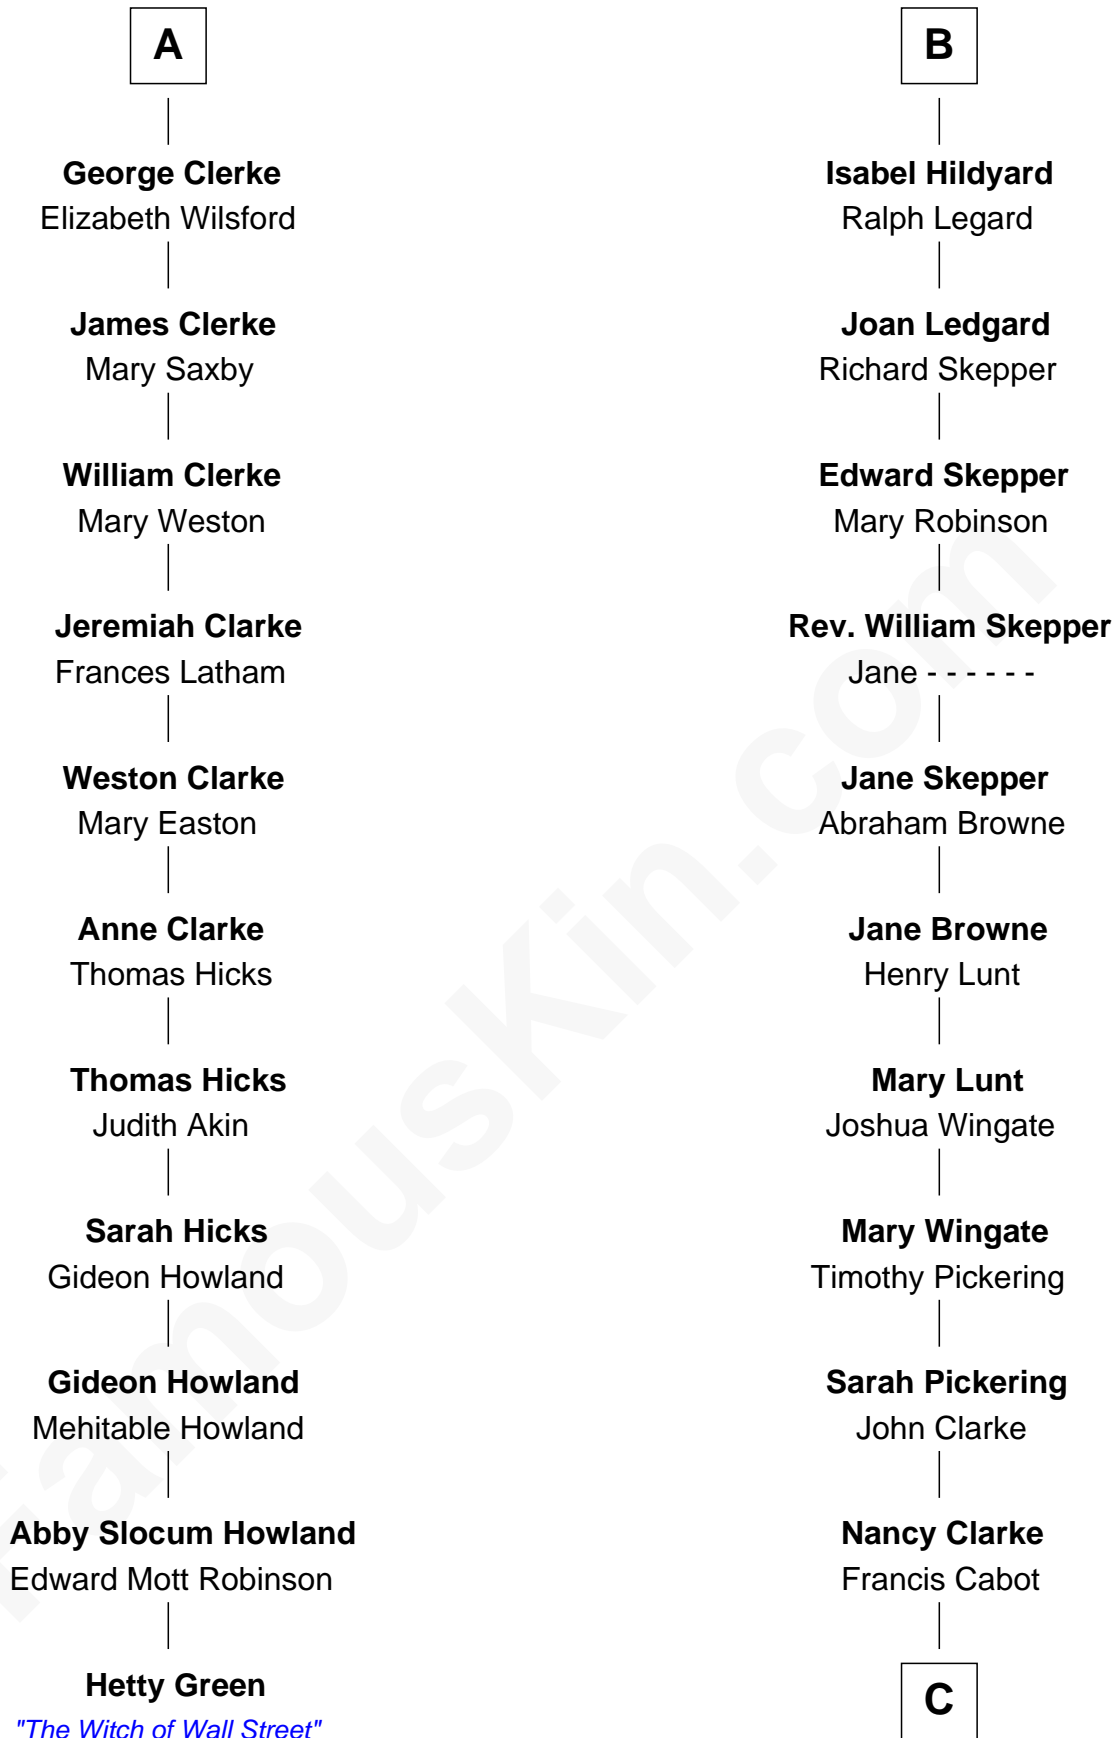 A
George Clerke
Elizabeth Wilsford
James Clerke
Mary Saxby
William Clerke
Mary Weston
Jeremiah Clarke
Frances Latham
Weston Clarke
Mary Easton
Anne Clarke
Thomas Hicks
Thomas Hicks
Judith Akin
Sarah Hicks
Gideon Howland
Gideon Howland
Mehitable Howland
Abby Slocum Howland
Edward Mott Robinson
Hetty Green
"The Witch of Wall Street"
B
Isabel Hildyard
Ralph Legard
Joan Ledgard
Richard Skepper
Edward Skepper
Mary Robinson
Rev. William Skepper
Jane - - - - - -
Jane Skepper
Abraham Browne
Jane Browne
Henry Lunt
Mary Lunt
Joshua Wingate
Mary Wingate
Timothy Pickering
Sarah Pickering
John Clarke
Nancy Clarke
Francis Cabot
C
FamousKin.com